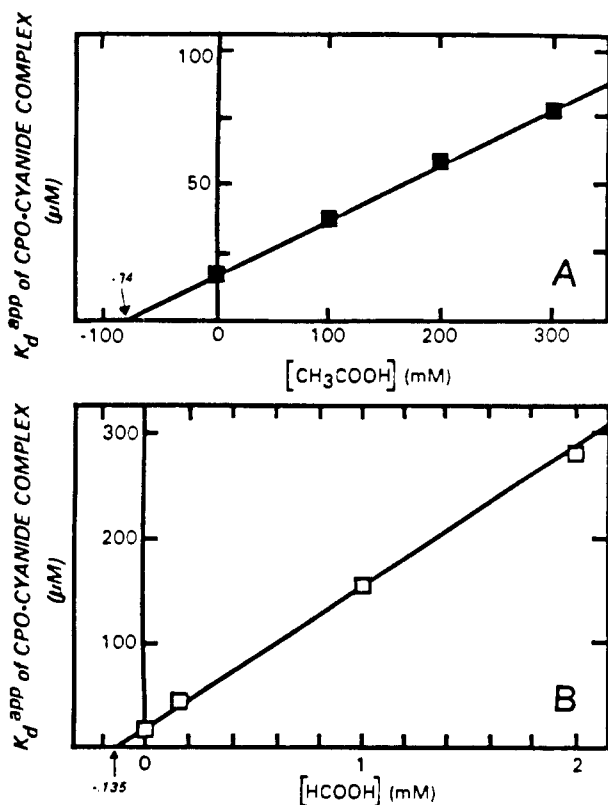 K_d^app of CPO-CYANIDE COMPLEX
(μM)
100
50
-.74
A
-100 0 100 200 300
[CH₃COOH] (mM)
K_d^app of CPO-CYANIDE COMPLEX
(μM)
300
100
B
0 1 2
-.135
[HCOOH] (mM)